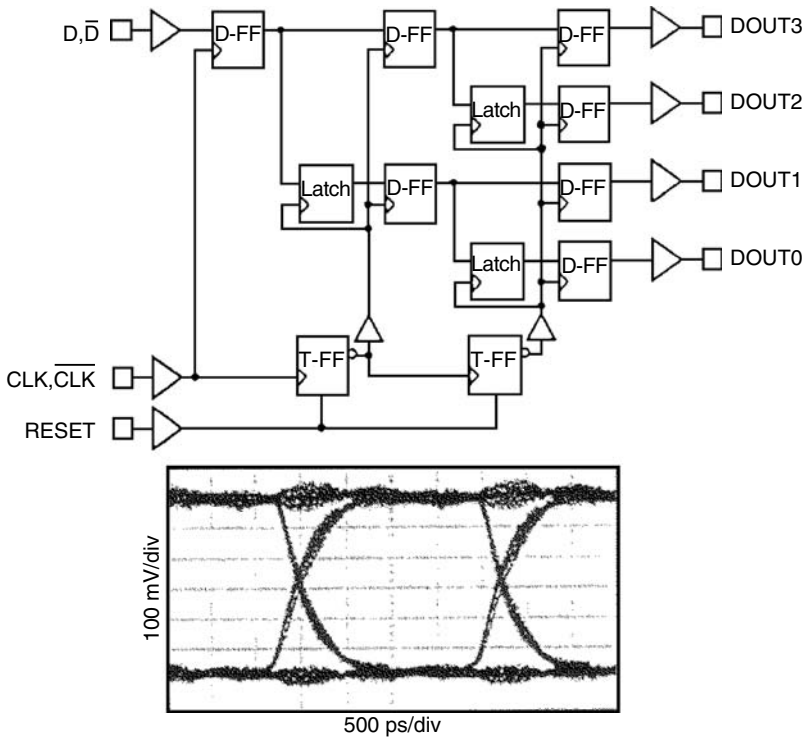 D,D̅ D-FF D-FF D-FF DOUT3
Latch D-FF DOUT2
Latch D-FF D-FF DOUT1
Latch D-FF DOUT0
T-FF T-FF
CLK,C̅L̅K̅
RESET
100 mV/div
500 ps/div